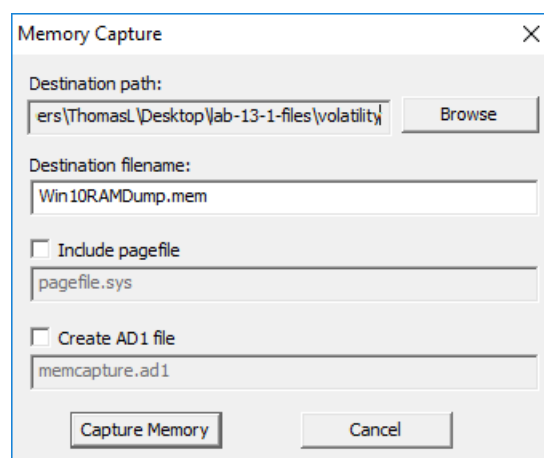 Memory Capture
Destination path:
ers\ThomasL\Desktop\lab-13-1-files\volatility
Browse
Destination filename:
Win10RAMDump.mem
Include pagefile
pagefile.sys
Create AD1 file
memcapture.ad1
Capture Memory
Cancel